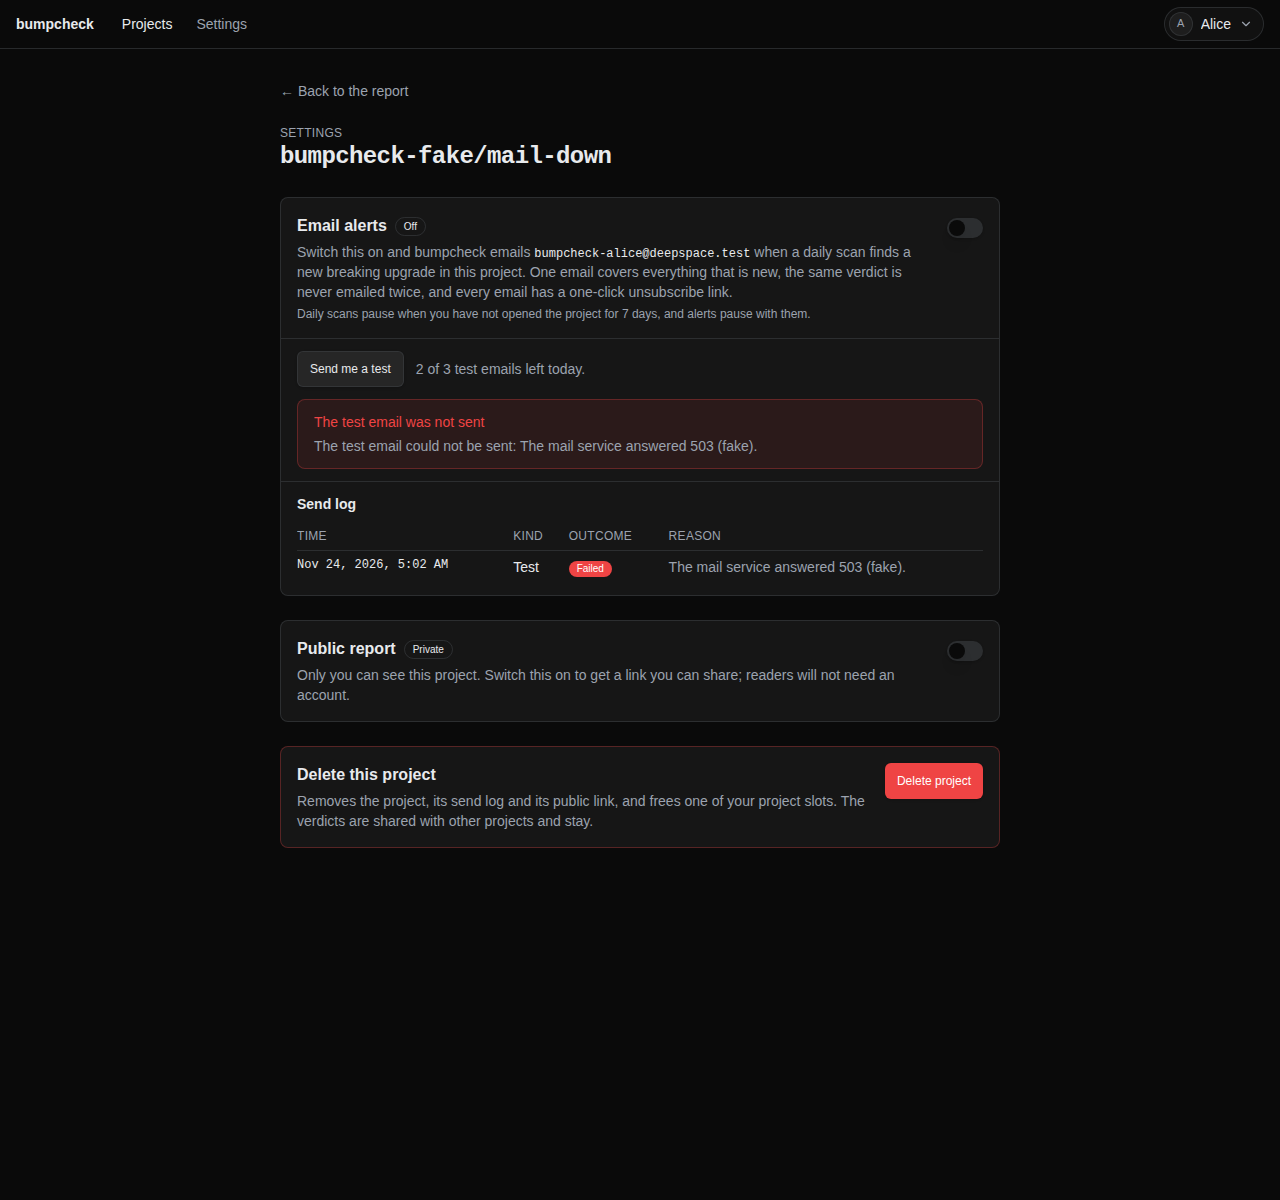 bumpcheck Projects Settings A Alice
← Back to the report
SETTINGS
bumpcheck-fake/mail-down
Email alerts Off
Switch this on and bumpcheck emails bumpcheck-alice@deepspace.test when a daily scan finds a
new breaking upgrade in this project. One email covers everything that is new, the same verdict is
never emailed twice, and every email has a one-click unsubscribe link.
Daily scans pause when you have not opened the project for 7 days, and alerts pause with them.
Send me a test 2 of 3 test emails left today.
The test email was not sent
The test email could not be sent: The mail service answered 503 (fake).
Send log
TIME KIND OUTCOME REASON
Nov 24, 2026, 5:02 AM Test Failed The mail service answered 503 (fake).
Public report Private
Only you can see this project. Switch this on to get a link you can share; readers will not need an
account.
Delete this project Delete project
Removes the project, its send log and its public link, and frees one of your project slots. The
verdicts are shared with other projects and stay.